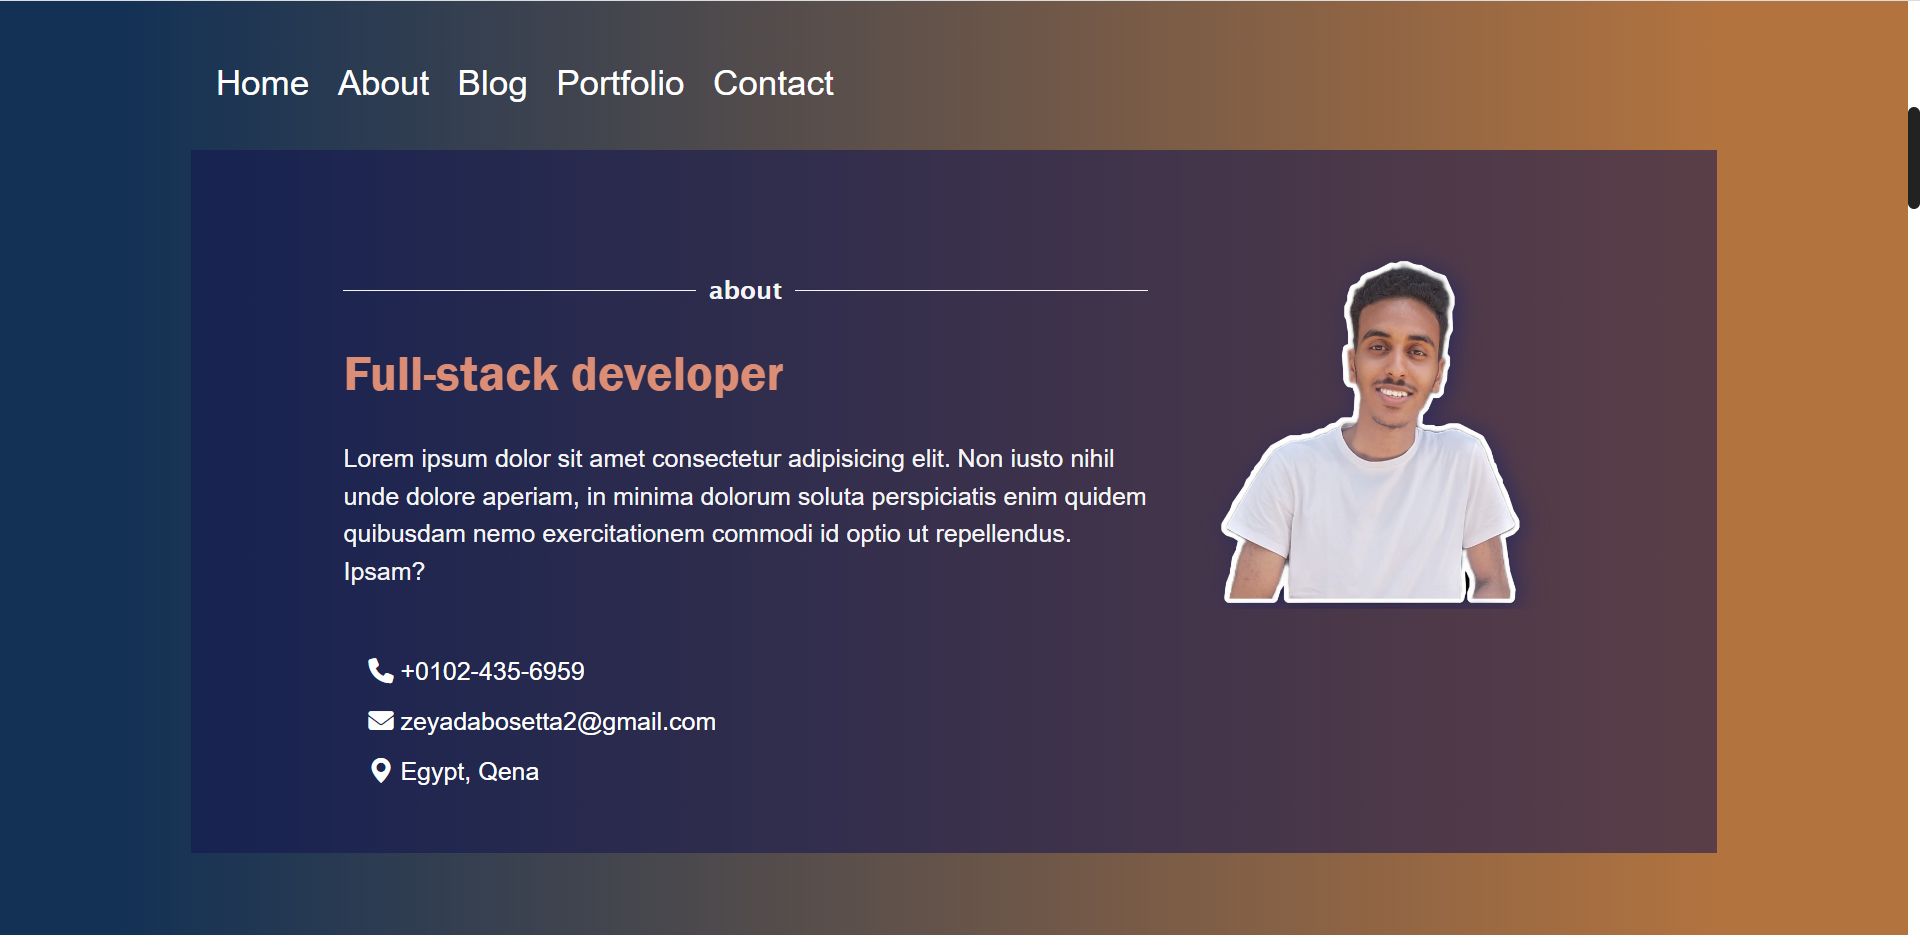 Home About Blog Portfolio Contact
about
Full-stack developer
Lorem ipsum dolor sit amet consectetur adipisicing elit. Non iusto nihil
unde dolore aperiam, in minima dolorum soluta perspiciatis enim quidem
quibusdam nemo exercitationem commodi id optio ut repellendus.
Ipsam?
+0102-435-6959
zeyadabosetta2@gmail.com
Egypt, Qena